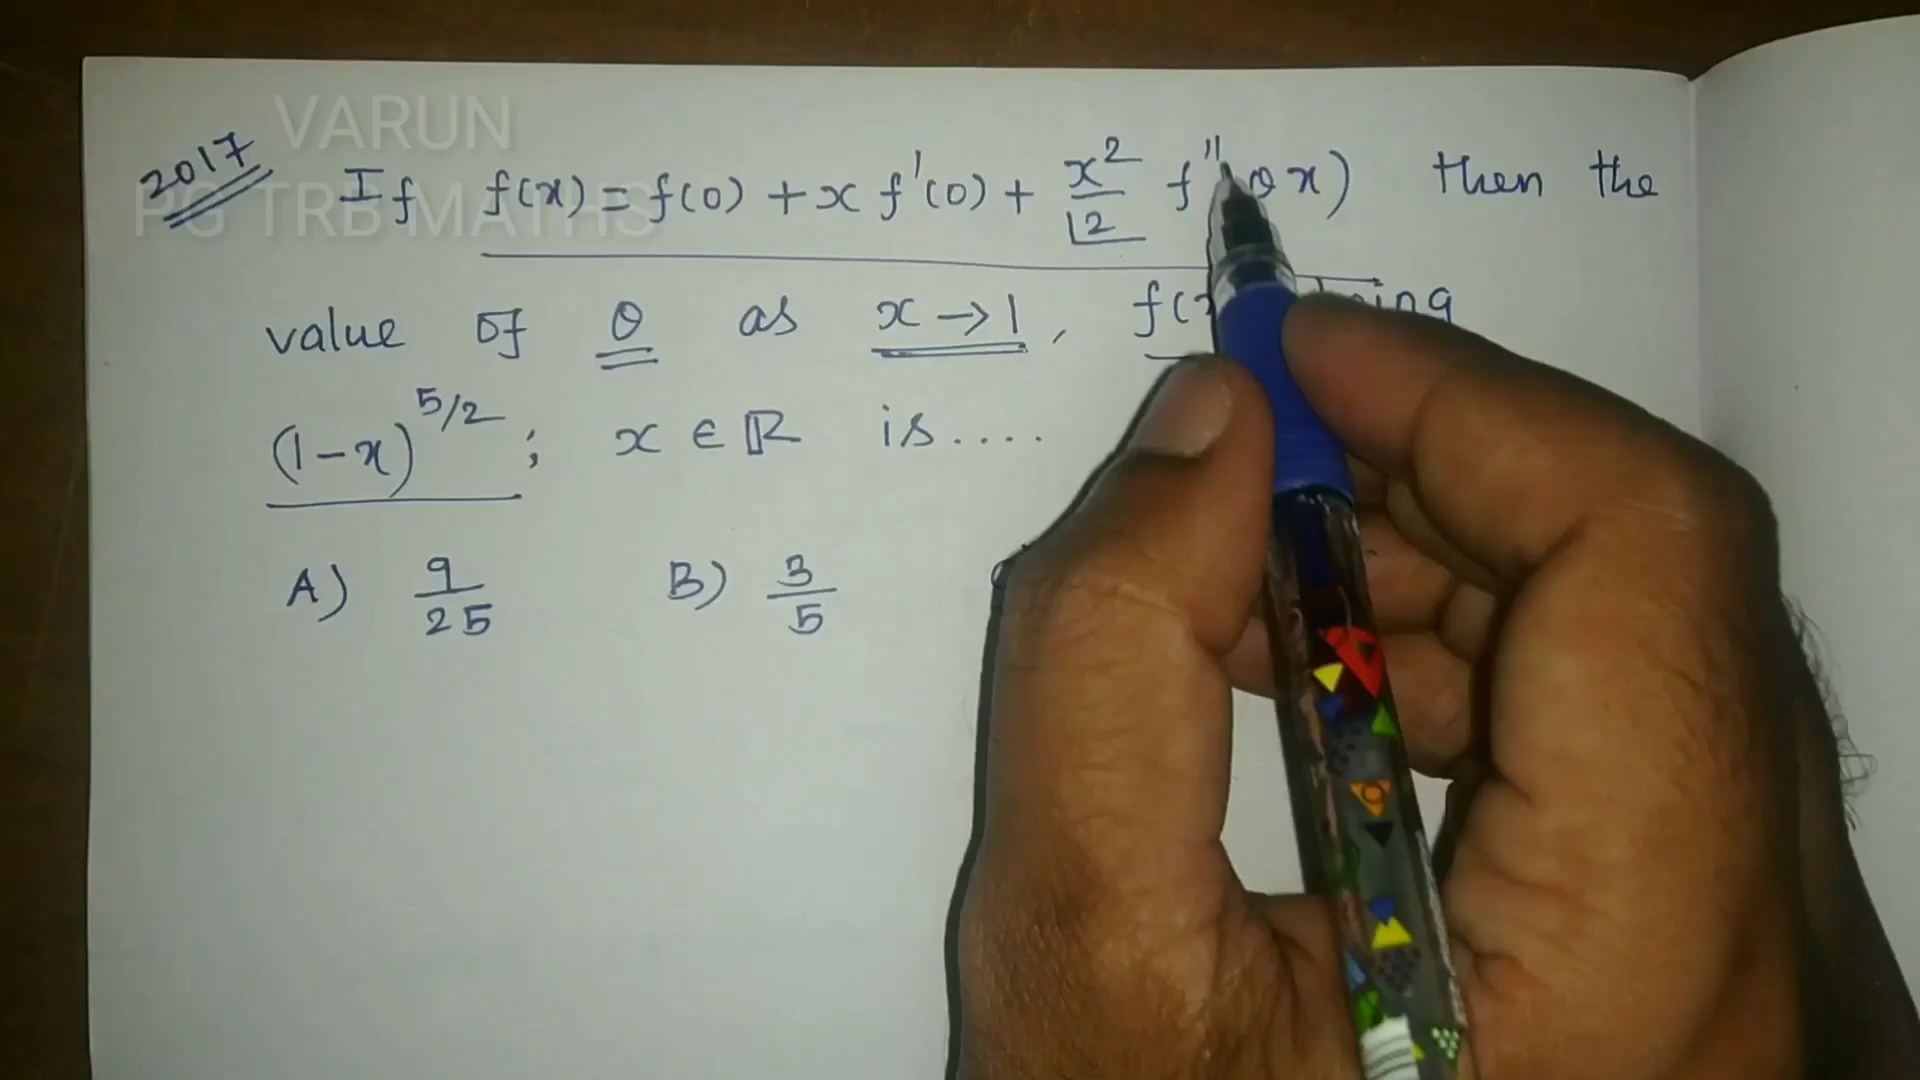 VARUN
PG TRB MATHS
2017
If f(x) = f(0) + x f'(0) + x²/⌊2 f''(θx) then the
value of θ as x → 1,
(1-x)^5/2 ; x ∈ ℝ is....
A) 9/25 B) 3/5